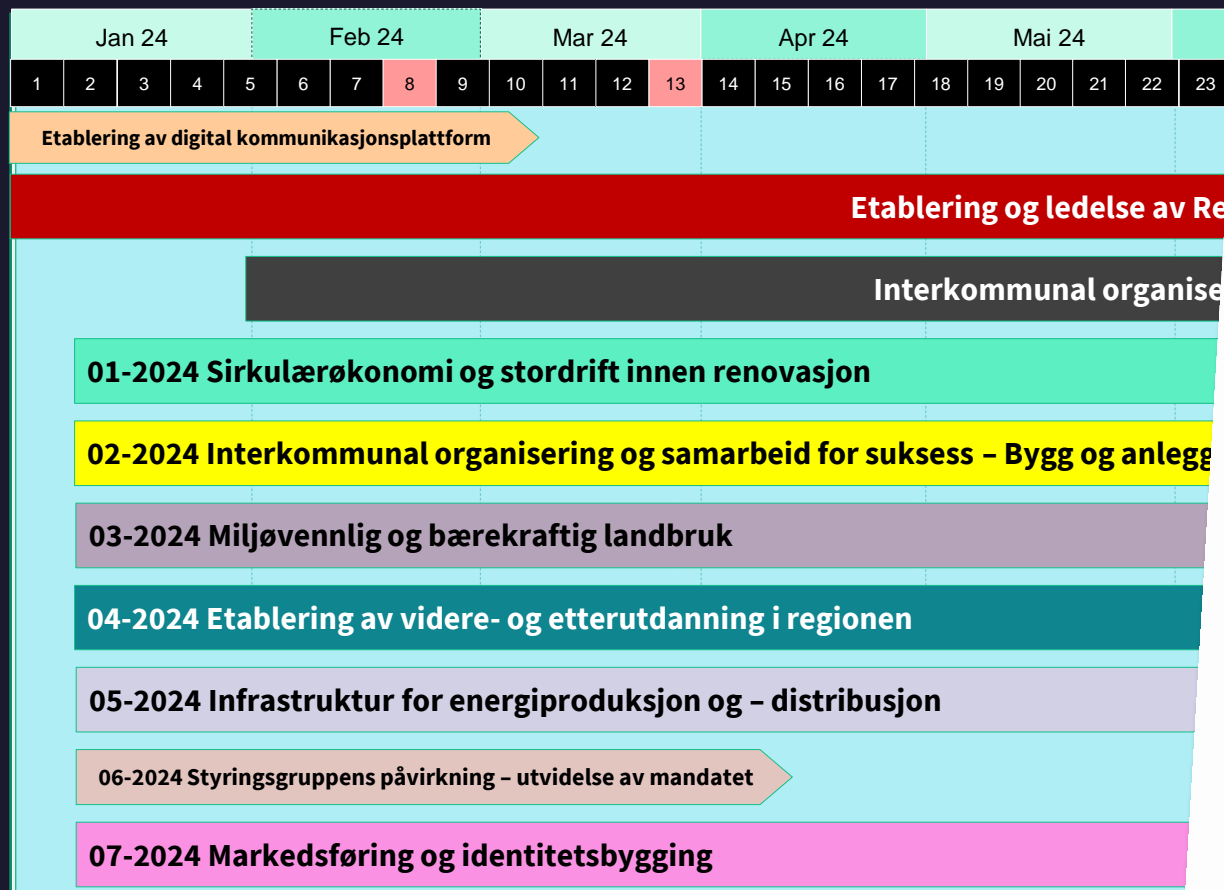 Jan 24 Feb 24 Mar 24 Apr 24 Mai 24
1 2 3 4 5 6 7 8 9 10 11 12 13 14 15 16 17 18 19 20 21 22 23
Etablering av digital kommunikasjonsplattform
Etablering og ledelse av Re
Interkommunal organise
01-2024 Sirkulærøkonomi og stordrift innen renovasjon
02-2024 Interkommunal organisering og samarbeid for suksess – Bygg og anlegg
03-2024 Miljøvennlig og bærekraftig landbruk
04-2024 Etablering av videre- og etterutdanning i regionen
05-2024 Infrastruktur for energiproduksjon og – distribusjon
06-2024 Styringsgruppens påvirkning – utvidelse av mandatet
07-2024 Markedsføring og identitetsbygging